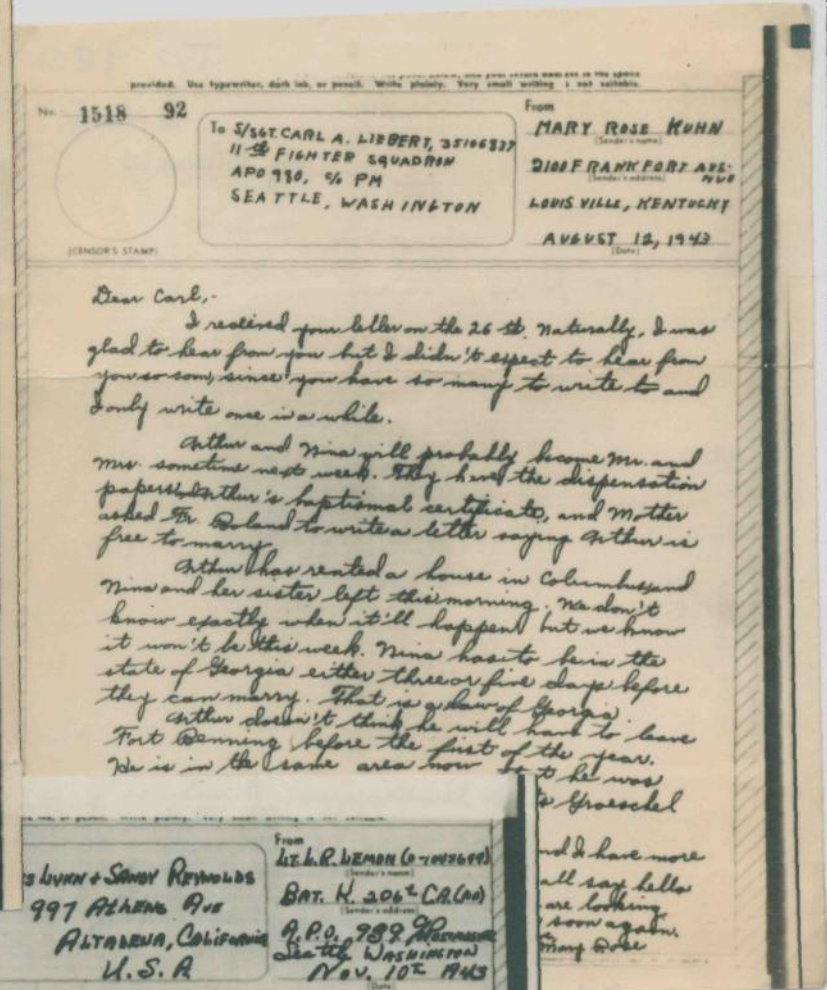 provided. Use typewriter, dark ink, or pencil. Write plainly. Very small writing is not suitable.
No. 1518 92
(CENSOR'S STAMP)
To S/SGT. CARL A. LIEBERT, 35106837
11th FIGHTER SQUADRON
APO 980, c/o PM
SEATTLE, WASHINGTON
From
MARY ROSE KUHN
(Sender's name)
2100 FRANKFORT AVE-
NUE
(Sender's address)
LOUISVILLE, KENTUCKY
AUGUST 12, 1943
(Date)
Dear Carl,-
I received your letter on the 26 th. Naturally, I was
glad to hear from you but I didn't expect to hear from
you so soon, since you have so many to write to and
I only write once in a while.
Arthur and Nina will probably become Mr. and
Mrs. sometime next week. They have the dispensation
papers, Arthur's baptismal certificate, and Mother
asked Fr. Boland to write a letter saying Arthur is
free to marry.
Arthur has rented a house in Columbus, and
Nina and her sister left this morning. We don't
know exactly when it'll happen, but we know
it won't be this week. Nina has to be in the
state of Georgia either three or five days before
they can marry. That is a law of Georgia.
Arthur doesn't think he will have to leave
Fort Benning before the first of the year.
He is in the same area now t he was
Groeschel
nd I have more
all say hello
are looking
soon again.
Mary Rose
LYNN + SANDY REYNOLDS
997 ATHENS AVE
ALTADENA, CALIFORNIA
U.S.A
From
LT. L.R. LEMON
(Sender's name)
BAT. K. 206th C.A. (AA)
(Sender's address)
A.P.O. 939 % Postmaster
Seattle WASHINGTON
NOV. 10th 1943
(Date)